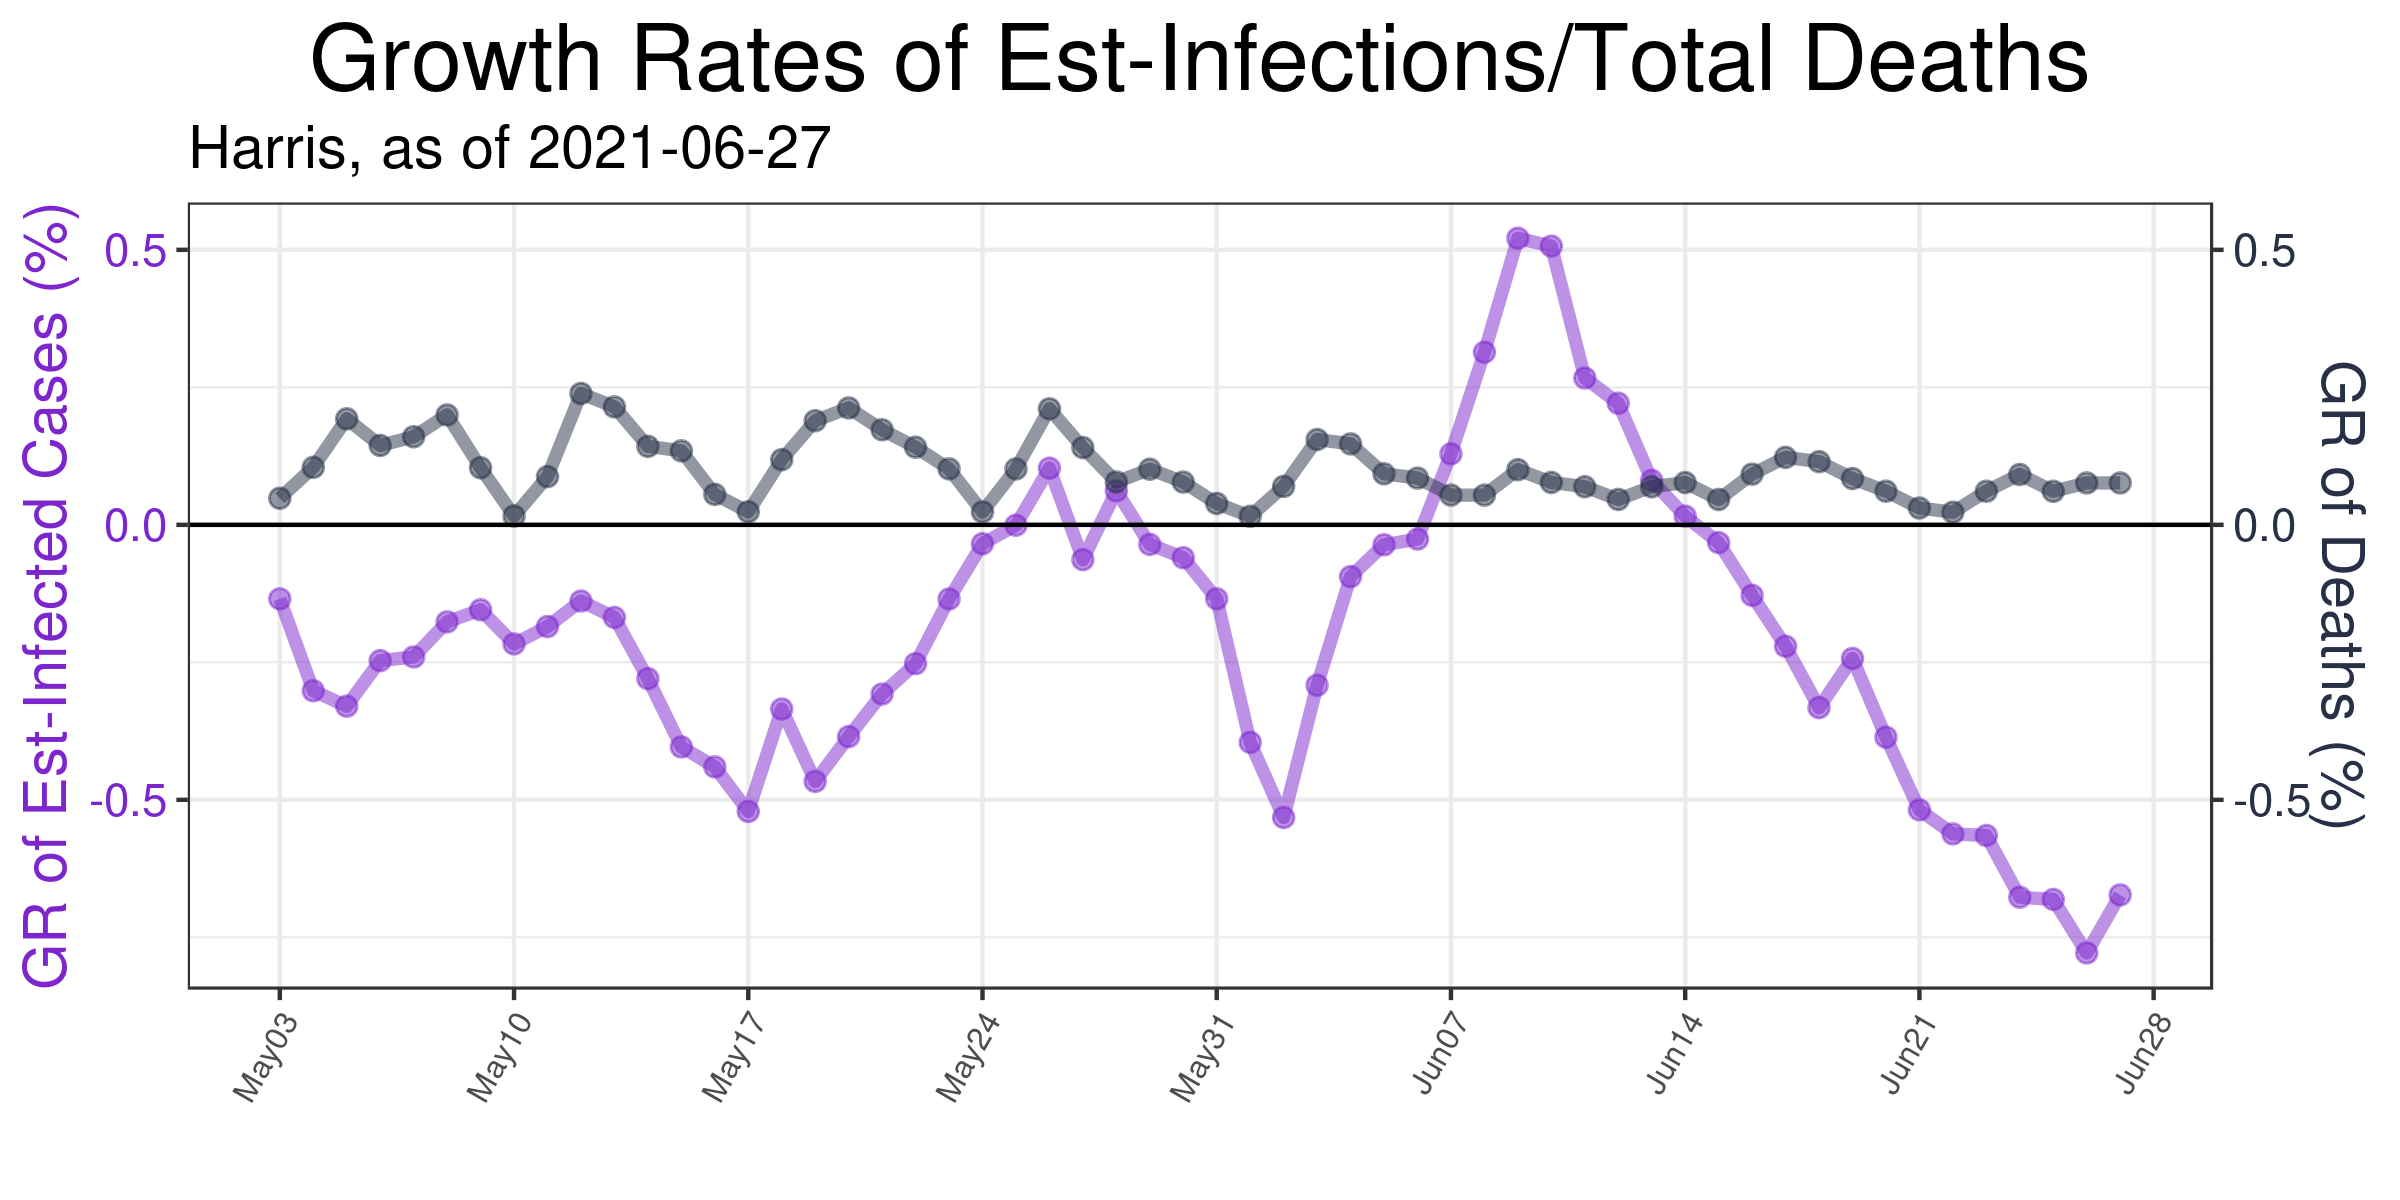 Growth Rates of Est-Infections/Total Deaths
Harris, as of 2021-06-27
GR of Est-Infected Cases (%)
0.5
0.0
-0.5
0.5
0.0
-0.5
GR of Deaths (%)
May03
May10
May17
May24
May31
Jun07
Jun14
Jun21
Jun28